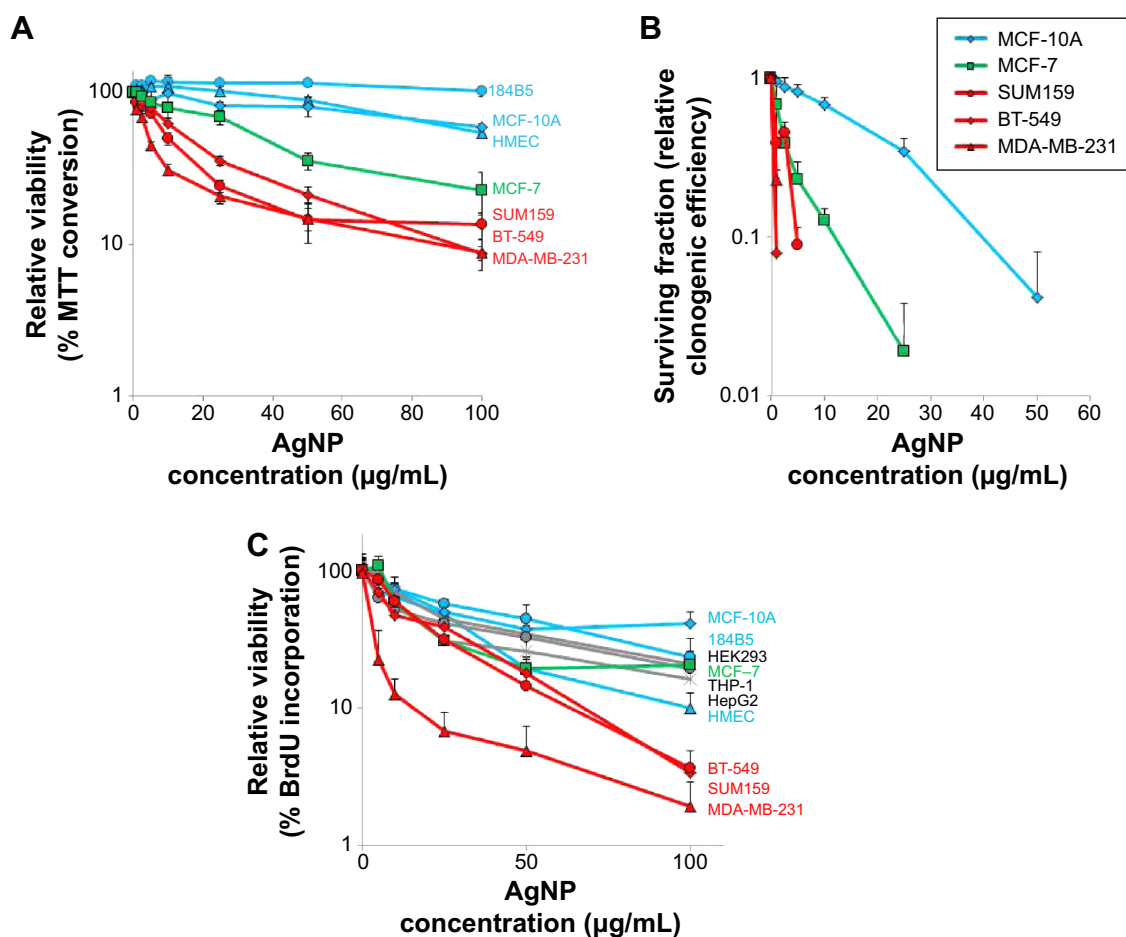 A
Relative viability
(% MTT conversion)
100
10
1
0
20
40
60
80
100
184B5
MCF-10A
HMEC
MCF-7
SUM159
BT-549
MDA-MB-231
AgNP
concentration (µg/mL)
B
Surviving fraction (relative
clonogenic efficiency)
1
0.1
0.01
0
10
20
30
40
50
60
MCF-10A
MCF-7
SUM159
BT-549
MDA-MB-231
AgNP
concentration (µg/mL)
C
Relative viability
(% BrdU incorporation)
100
10
1
0
50
100
MCF-10A
184B5
HEK293
MCF–7
THP-1
HepG2
HMEC
BT-549
SUM159
MDA-MB-231
AgNP
concentration (µg/mL)